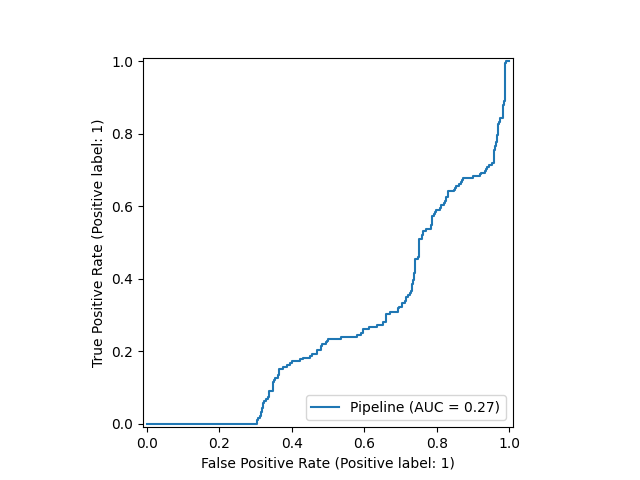 1.0
0.8
0.6
0.4
0.2
0.0
True Positive Rate (Positive label: 1)
Pipeline (AUC = 0.27)
0.0 0.2 0.4 0.6 0.8 1.0
False Positive Rate (Positive label: 1)